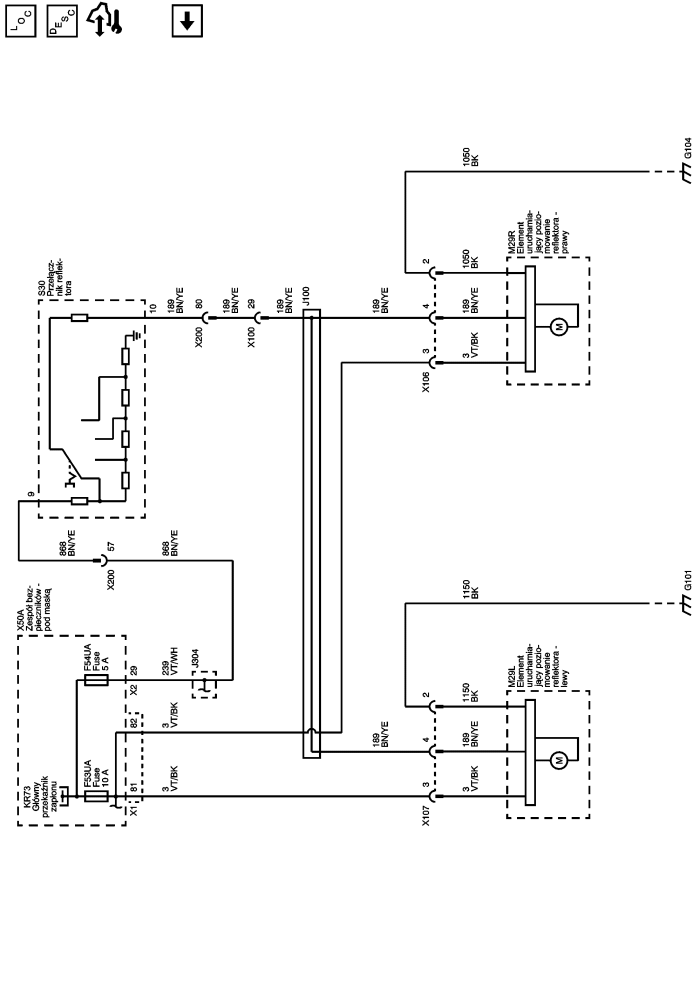 LOC
DESC
KR73
Główny
przekaźnik
zapłonu
F53UA
Fuse
10 A
F54UA
Fuse
5 A
X50A
Zespół bez-
pieczników -
pod maską
81
X1
82
29
X2
3
VT/BK
3
VT/BK
239
VT/WH
J304
868
BN/YE
57
X200
868
BN/YE
9
S30
Przełącz-
nik reflek-
tora
10
189
BN/YE
80
X200
189
BN/YE
29
X100
189
BN/YE
J100
189
BN/YE
189
BN/YE
3
X107
4
2
3
VT/BK
189
BN/YE
1150
BK
1150
BK
G101
M29L
Element
uruchamia-
jący pozio-
mowanie
reflektora -
lewy
M
3
X106
4
2
3
VT/BK
189
BN/YE
1050
BK
1050
BK
G104
M29R
Element
uruchamia-
jący pozio-
mowanie
reflektora -
prawy
M